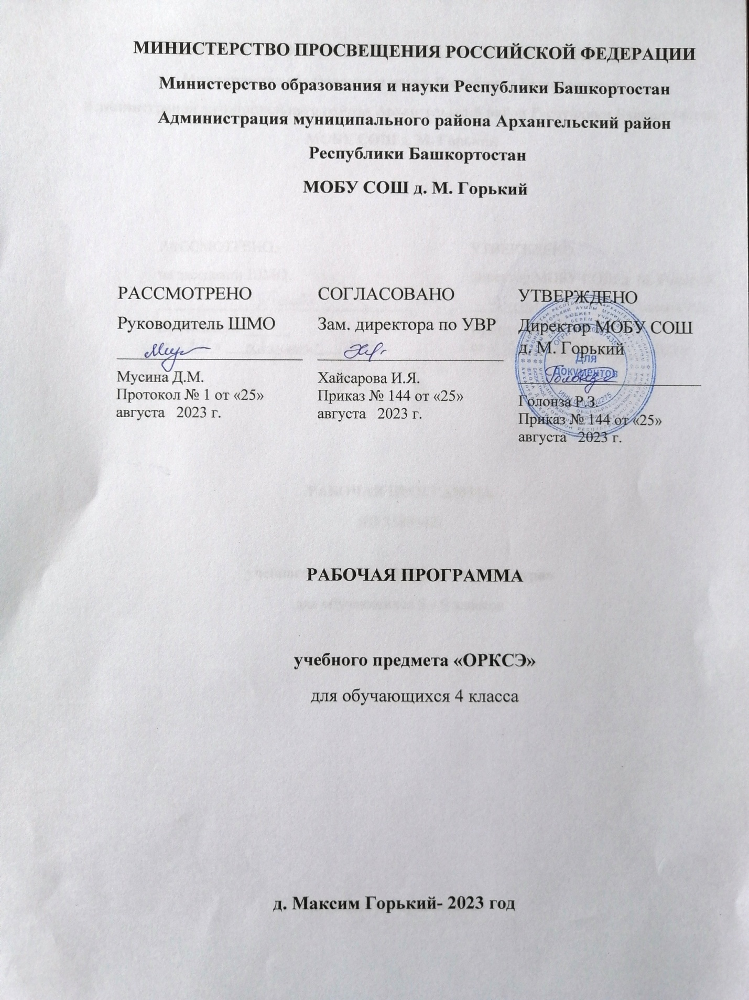 МИНИСТЕРСТВО ПРОСВЕЩЕНИЯ РОССИЙСКОЙ ФЕДЕРАЦИИ
Министерство образования и науки Республики Башкортостан
Администрация муниципального района Архангельский район
Республики Башкортостан
МОБУ СОШ д. М. Горький
РАССМОТРЕНО
Руководитель ШМО
Мусина Д.М.
Протокол № 1 от «25»
августа 2023 г.
СОГЛАСОВАНО
Зам. директора по УВР
Хайсарова И.Я.
Приказ № 144 от «25»
августа 2023 г.
УТВЕРЖДЕНО
Директор МОБУ СОШ
д. М. Горький
Для
документов
Голонза Р.З.
Приказ № 144 от «25»
августа 2023 г.
РАБОЧАЯ ПРОГРАММА
учебного предмета «ОРКСЭ»
для обучающихся 4 класса
д. Максим Горький- 2023 год